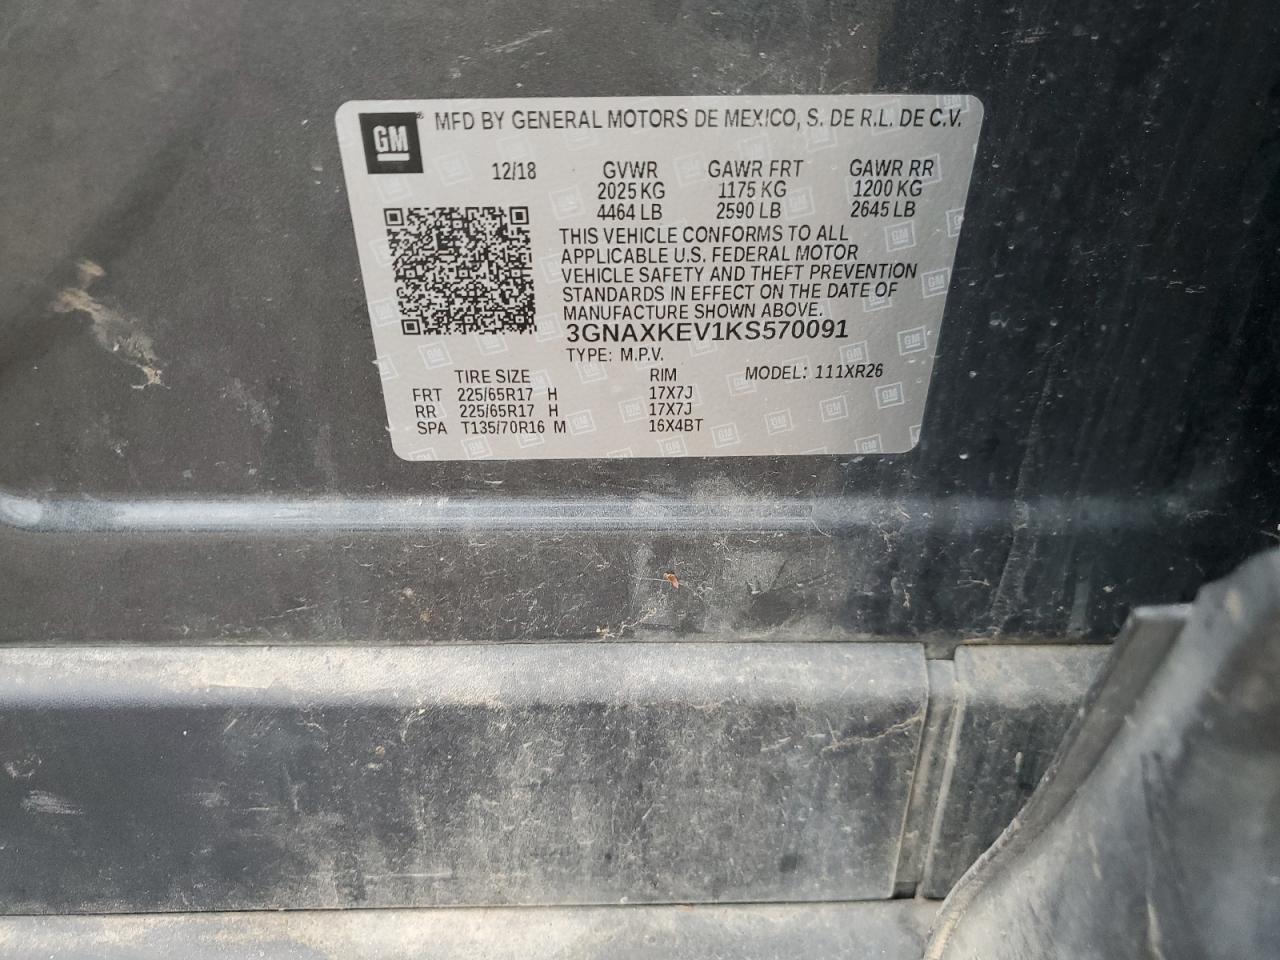 GM
MFD BY GENERAL MOTORS DE MEXICO, S. DE R.L. DE C.V.
12/18 GVWR GAWR FRT GAWR RR
2025 KG 1175 KG 1200 KG
4464 LB 2590 LB 2645 LB
THIS VEHICLE CONFORMS TO ALL
APPLICABLE U.S. FEDERAL MOTOR
VEHICLE SAFETY AND THEFT PREVENTION
STANDARDS IN EFFECT ON THE DATE OF
MANUFACTURE SHOWN ABOVE.
3GNAXKEV1KS570091
TYPE: M.P.V.
TIRE SIZE RIM MODEL: 111XR26
FRT 225/65R17 H 17X7J
RR 225/65R17 H 17X7J
SPA T135/70R16 M 16X4BT